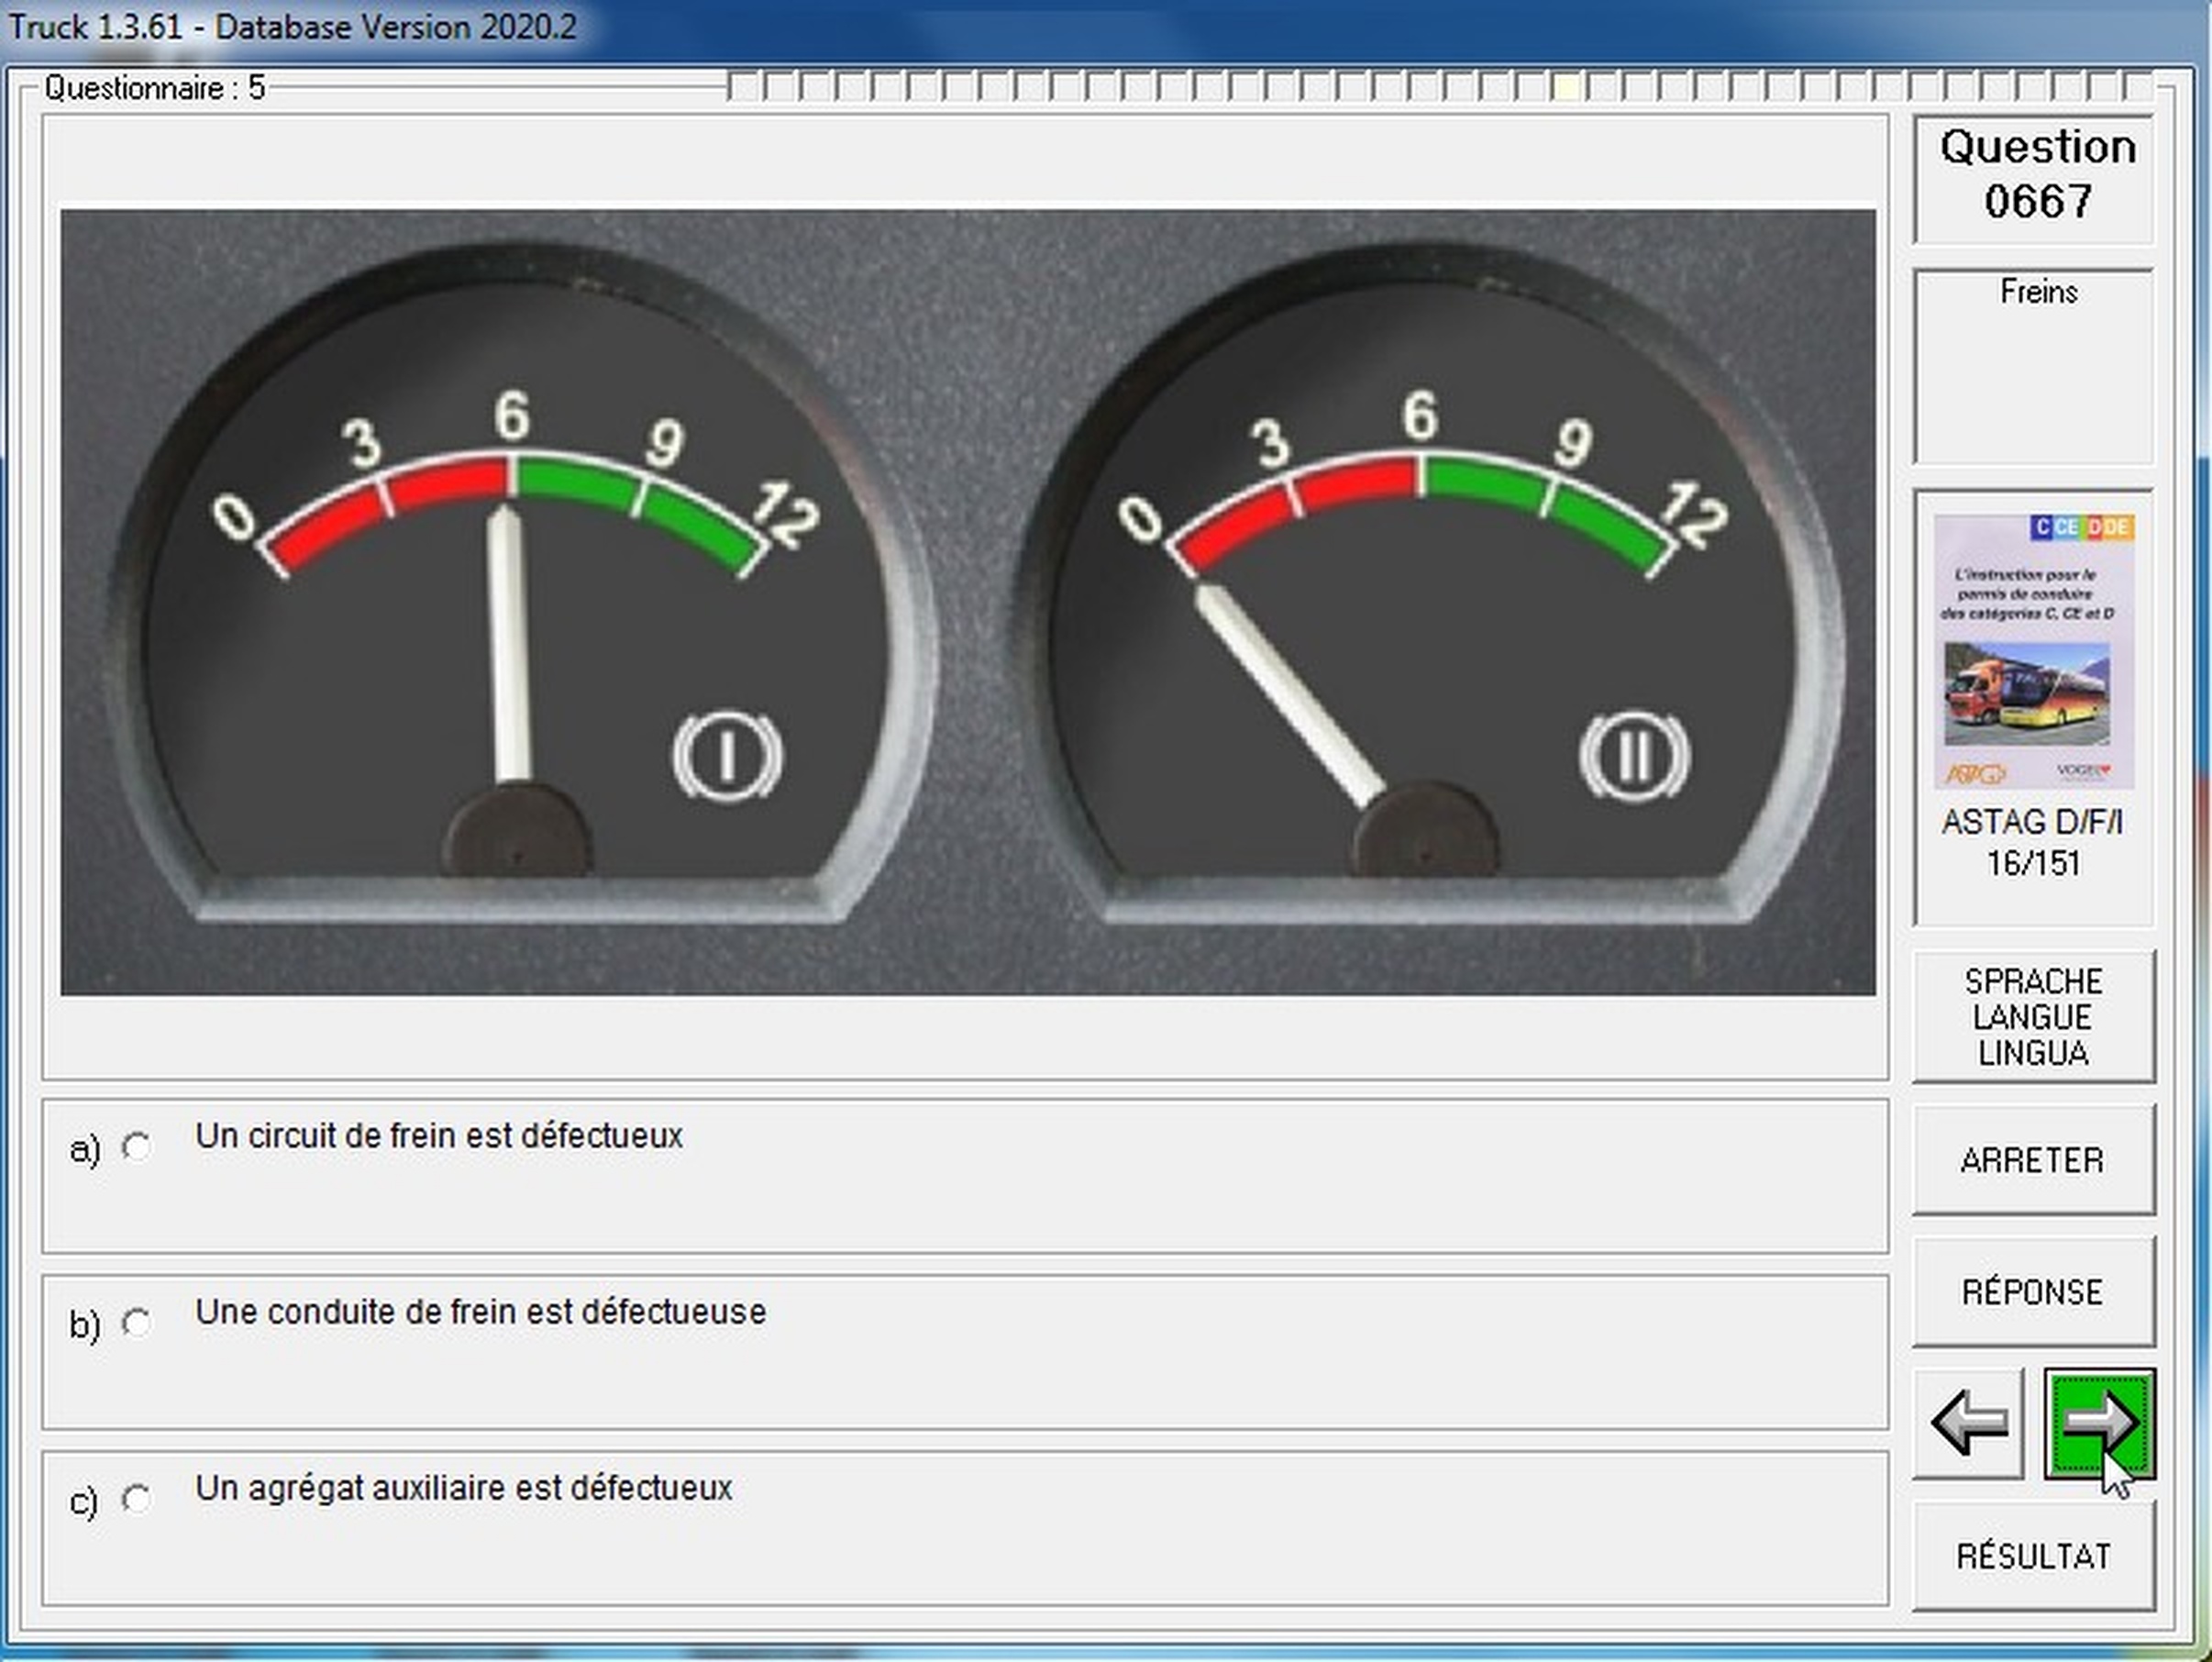 Truck 1.3.61 - Database Version 2020.2
Questionnaire : 5
Question
0667
Freins
0 3 6 9 12
I
0 3 6 9 12
II
C CE D DE
L'instruction pour le
permis de conduire
des catégories C, CE et D
ASTAG
VOGEL
ASTAG D/F/I
16/151
SPRACHE
LANGUE
LINGUA
ARRETER
RÉPONSE
RÉSULTAT
a) Un circuit de frein est défectueux
b) Une conduite de frein est défectueuse
c) Un agrégat auxiliaire est défectueux